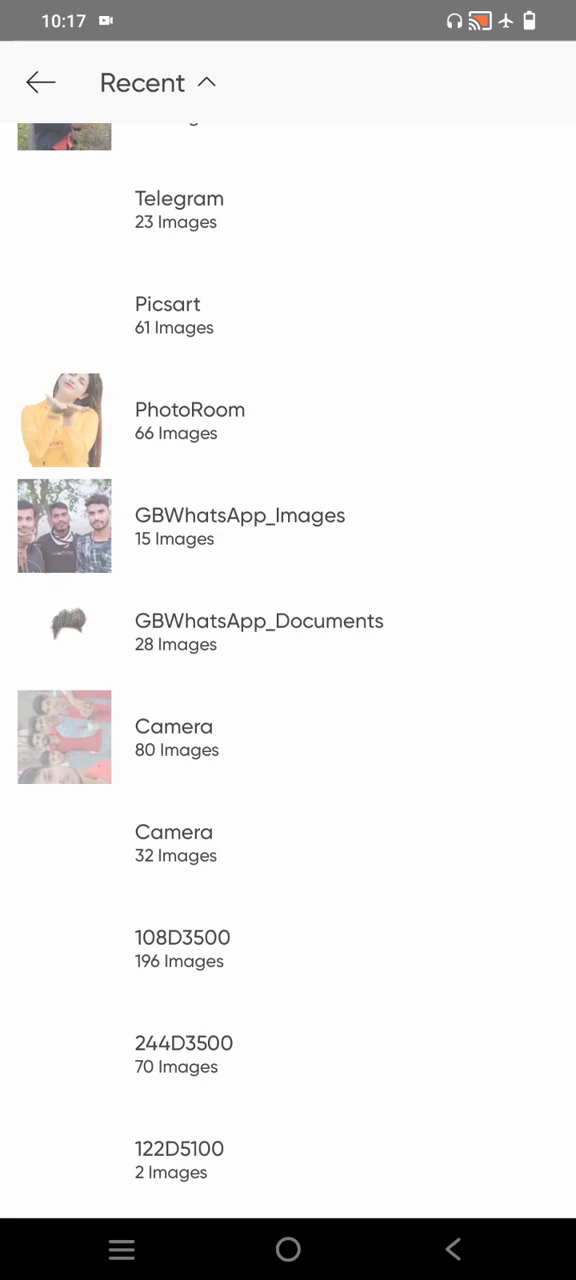 10:17
Recent
Telegram
23 Images
Picsart
61 Images
PhotoRoom
66 Images
GBWhatsApp_Images
15 Images
GBWhatsApp_Documents
28 Images
Camera
80 Images
Camera
32 Images
108D3500
196 Images
244D3500
70 Images
122D5100
2 Images